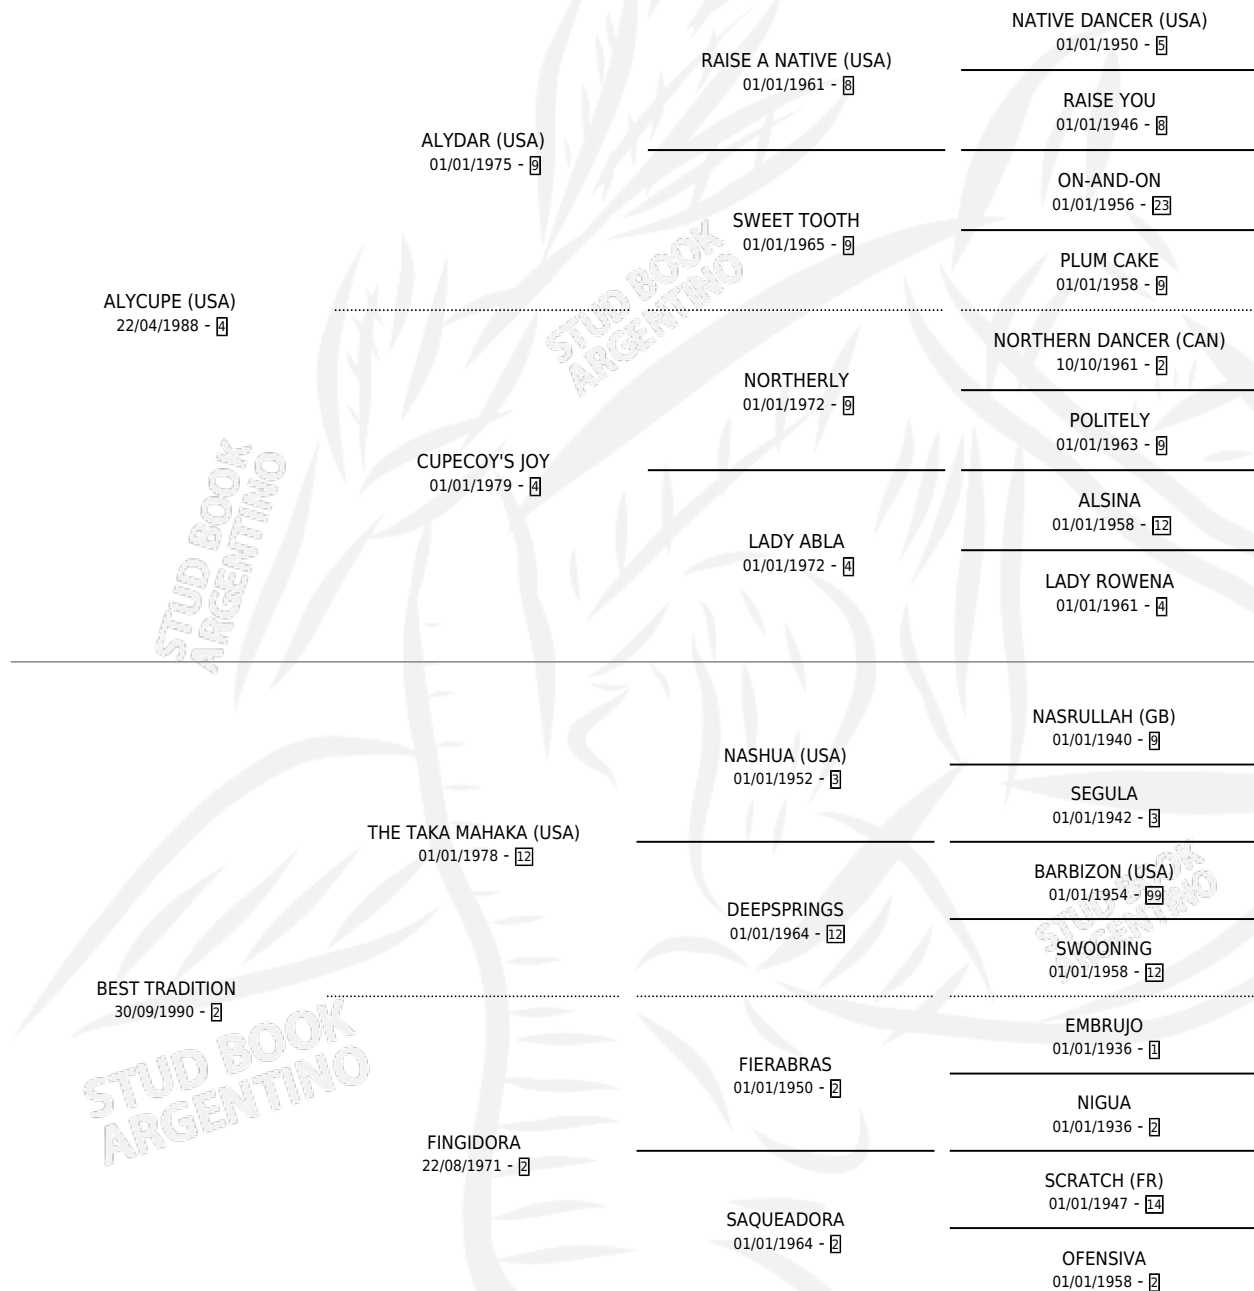 NATIVE DANCER (USA)
01/01/1950 - 5
RAISE A NATIVE (USA)
01/01/1961 - 8
RAISE YOU
01/01/1946 - 8
ALYDAR (USA)
01/01/1975 - 9
ON-AND-ON
01/01/1956 - 23
SWEET TOOTH
01/01/1965 - 9
PLUM CAKE
01/01/1958 - 9
ALYCUPE (USA)
22/04/1988 - 4
NORTHERN DANCER (CAN)
10/10/1961 - 2
NORTHERLY
01/01/1972 - 9
POLITELY
01/01/1963 - 9
CUPECOY'S JOY
01/01/1979 - 4
ALSINA
01/01/1958 - 12
LADY ABLA
01/01/1972 - 4
LADY ROWENA
01/01/1961 - 4
NASRULLAH (GB)
01/01/1940 - 9
NASHUA (USA)
01/01/1952 - 3
SEGULA
01/01/1942 - 3
THE TAKA MAHAKA (USA)
01/01/1978 - 12
BARBIZON (USA)
01/01/1954 - 99
DEEPSPRINGS
01/01/1964 - 12
SWOONING
01/01/1958 - 12
BEST TRADITION
30/09/1990 - 2
EMBRUJO
01/01/1936 - 1
FIERABRAS
01/01/1950 - 2
NIGUA
01/01/1936 - 2
FINGIDORA
22/08/1971 - 2
SCRATCH (FR)
01/01/1947 - 14
SAQUEADORA
01/01/1964 - 2
OFENSIVA
01/01/1958 - 2
STUD BOOK
ARGENTINO
STUD BOOK
ARGENTINO
STUD BOOK
ARGENTINO
STUD BOOK
ARGENTINO